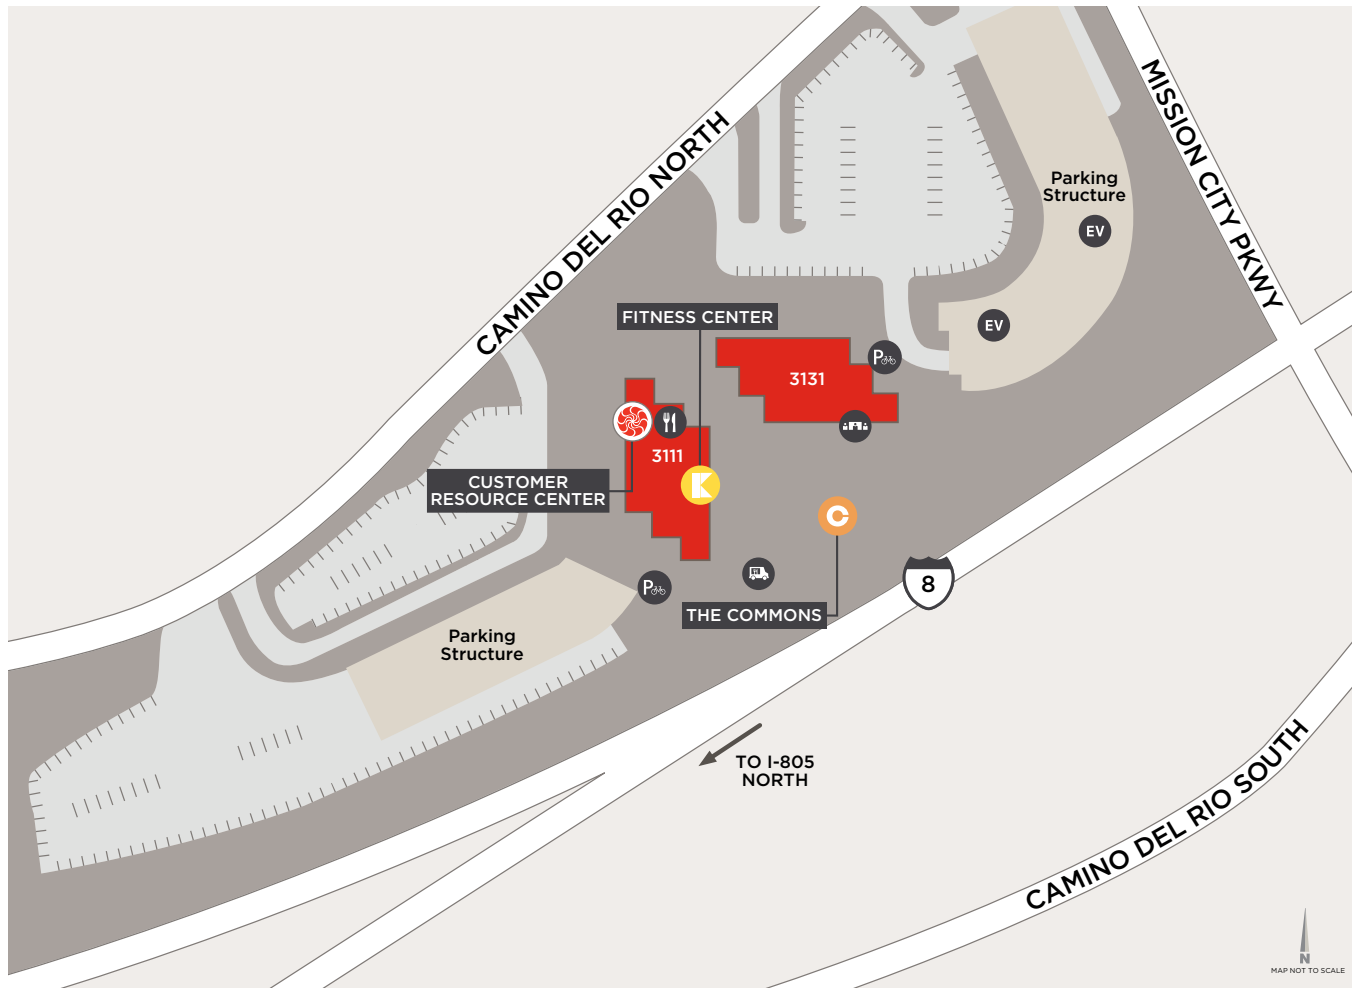 MISSION CITY PKWY
CAMINO DEL RIO NORTH
Parking
Structure
EV
EV
FITNESS CENTER
P
3131
3111
K
CUSTOMER
RESOURCE CENTER
C
8
P
THE COMMONS
Parking
Structure
TO I-805
NORTH
CAMINO DEL RIO SOUTH
N
MAP NOT TO SCALE